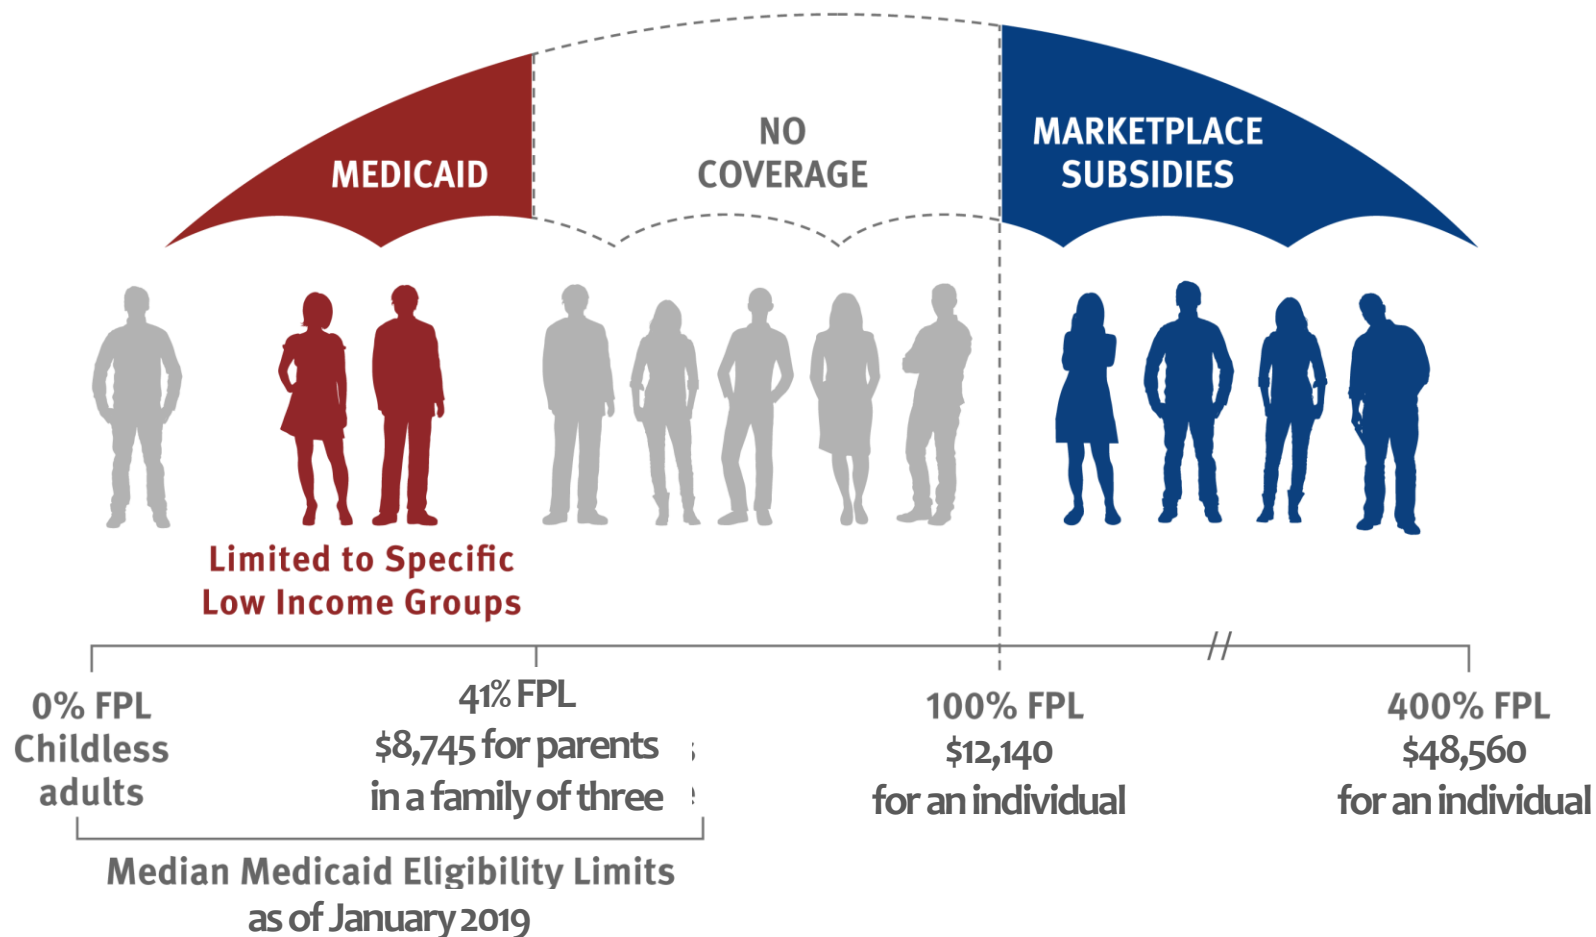 MEDICAID
NO
COVERAGE
MARKETPLACE
SUBSIDIES
Limited to Specific
Low Income Groups
0% FPL
Childless
adults
41% FPL
$8,745 for parents
in a family of three
100% FPL
$12,140
for an individual
400% FPL
$48,560
for an individual
Median Medicaid Eligibility Limits
as of January 2019